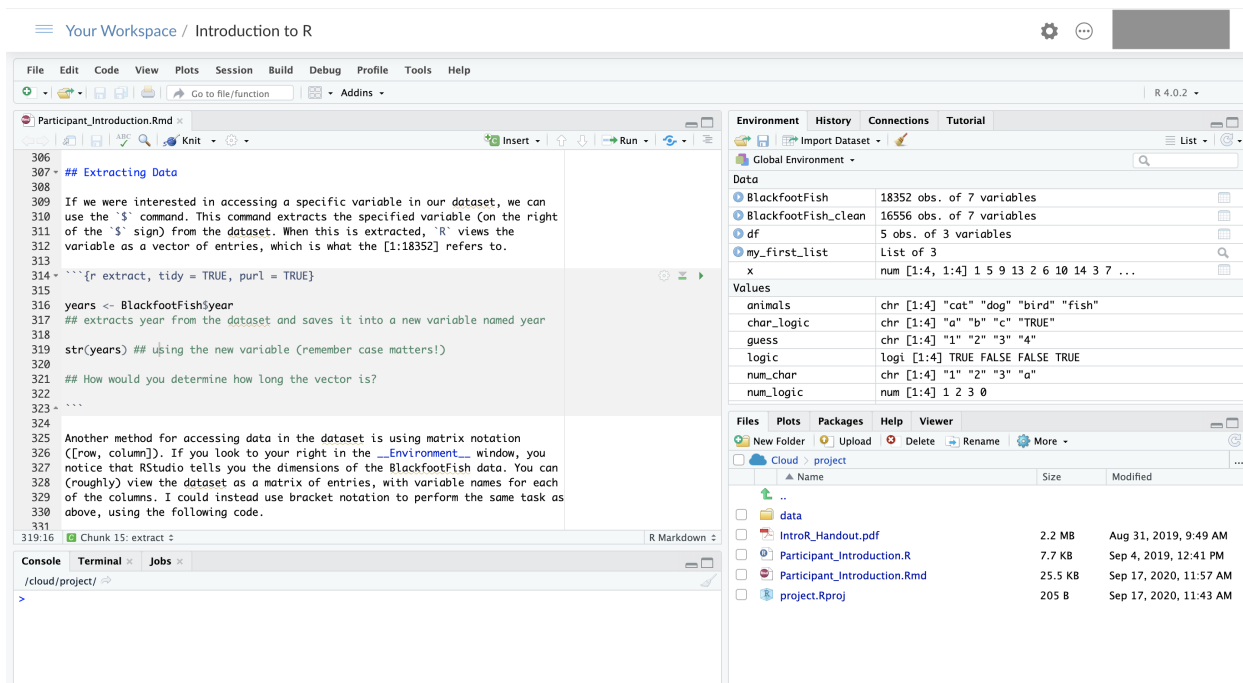 Your Workspace / Introduction to R
File Edit Code View Plots Session Build Debug Profile Tools Help
Go to file/function Addins R 4.0.2
Participant_Introduction.Rmd
ABC Knit Insert Run
306
307 ## Extracting Data
308
309 If we were interested in accessing a specific variable in our dataset, we can
310 use the `$` command. This command extracts the specified variable (on the right
311 of the `$` sign) from the dataset. When this is extracted, `R` views the
312 variable as a vector of entries, which is what the [1:18352] refers to.
313
314 ```{r extract, tidy = TRUE, purl = TRUE}
315
316 years <- BlackfootFish$year
317 ## extracts year from the dataset and saves it into a new variable named year
318
319 str(years) ## using the new variable (remember case matters!)
320
321 ## How would you determine how long the vector is?
322
323 ```
324
325 Another method for accessing data in the dataset is using matrix notation
326 ([row, column]). If you look to your right in the __Environment__ window, you
327 notice that RStudio tells you the dimensions of the BlackfootFish data. You can
328 (roughly) view the dataset as a matrix of entries, with variable names for each
329 of the columns. I could instead use bracket notation to perform the same task as
330 above, using the following code.
331
319:16 Chunk 15: extract R Markdown
Console Terminal Jobs
/cloud/project/
>
Environment History Connections Tutorial
Import Dataset List
Global Environment
Data
BlackfootFish 18352 obs. of 7 variables
BlackfootFish_clean 16556 obs. of 7 variables
df 5 obs. of 3 variables
my_first_list List of 3
x num [1:4, 1:4] 1 5 9 13 2 6 10 14 3 7 ...
Values
animals chr [1:4] "cat" "dog" "bird" "fish"
char_logic chr [1:4] "a" "b" "c" "TRUE"
guess chr [1:4] "1" "2" "3" "4"
logic logi [1:4] TRUE FALSE FALSE TRUE
num_char chr [1:4] "1" "2" "3" "a"
num_logic num [1:4] 1 2 3 0
Files Plots Packages Help Viewer
New Folder Upload Delete Rename More
Cloud project ...
Name Size Modified
..
data
IntroR_Handout.pdf 2.2 MB Aug 31, 2019, 9:49 AM
Participant_Introduction.R 7.7 KB Sep 4, 2019, 12:41 PM
Participant_Introduction.Rmd 25.5 KB Sep 17, 2020, 11:57 AM
project.Rproj 205 B Sep 17, 2020, 11:43 AM